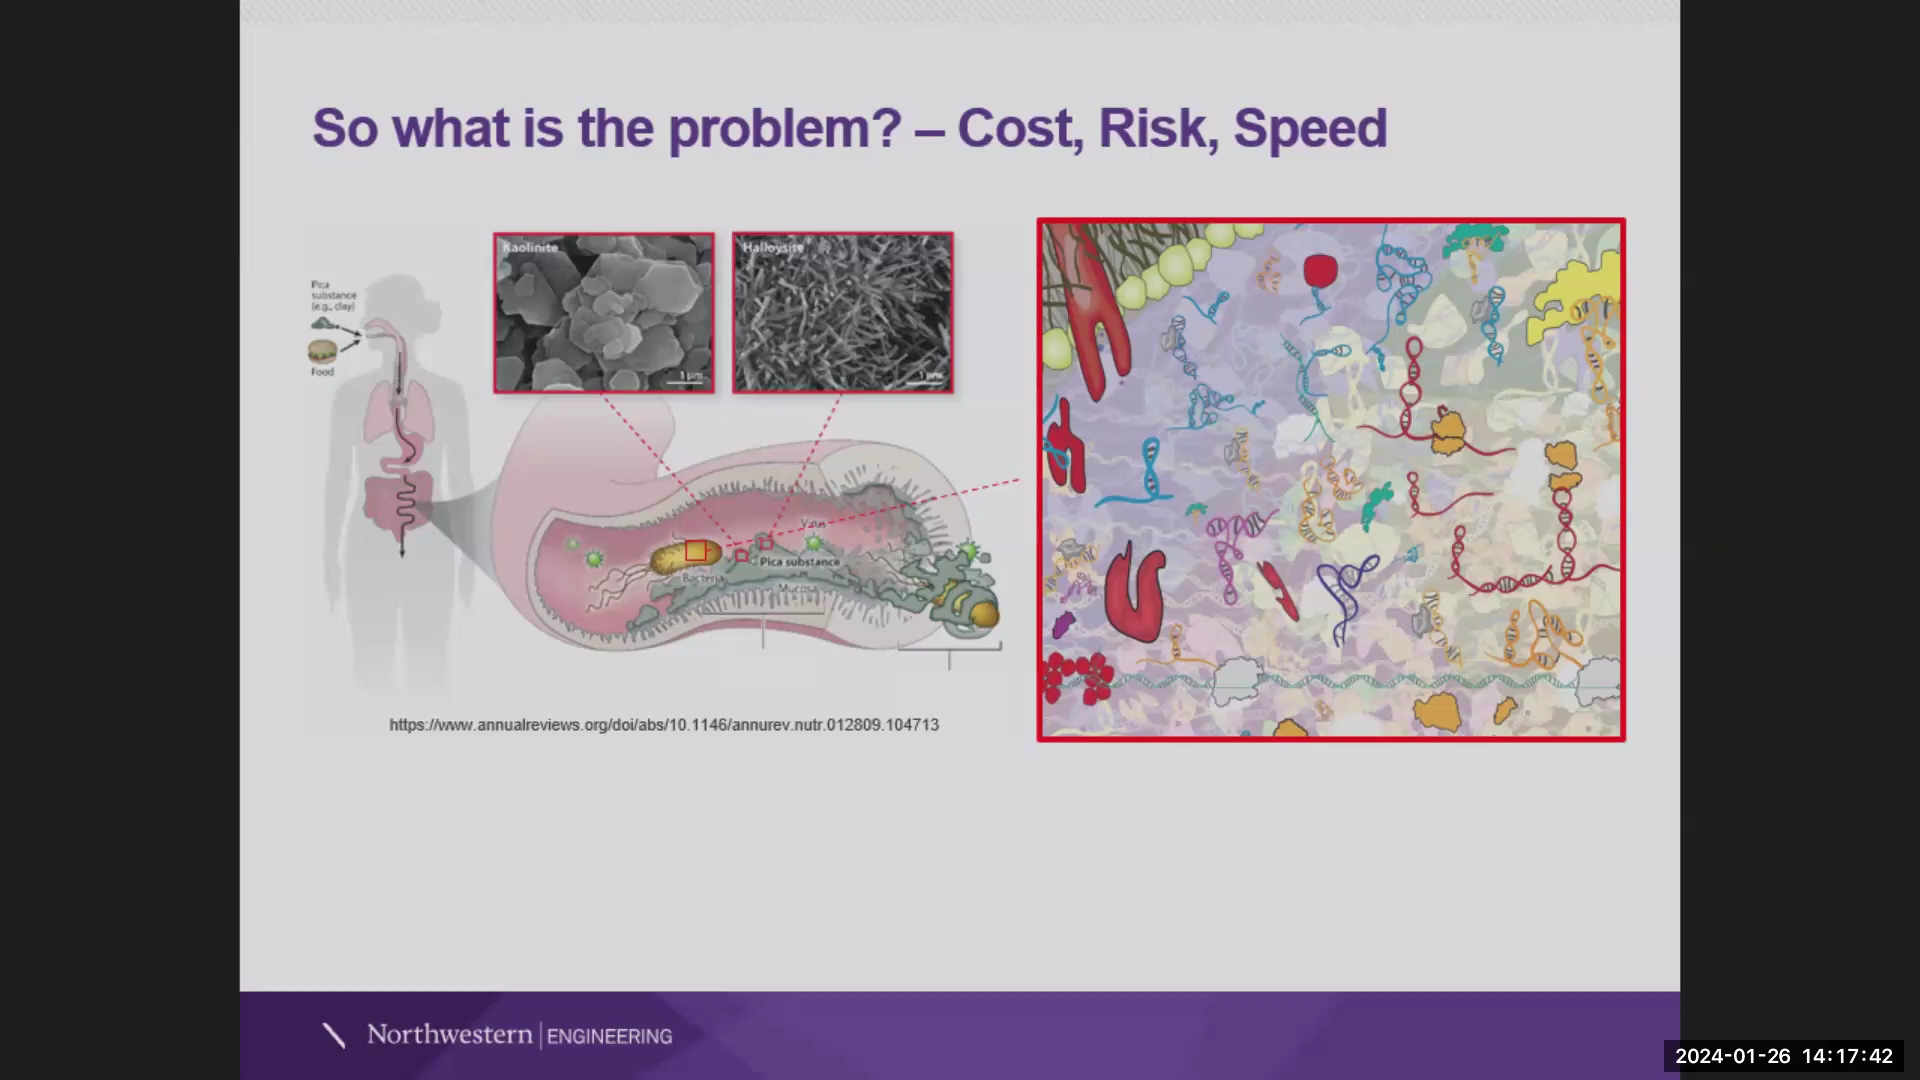 So what is the problem? – Cost, Risk, Speed
Kaolinite
1 µm
Halloysite
1 µm
Pica
substance
(e.g., clay)
Food
Virus
Bacteria
Pica substance
Mucosa
https://www.annualreviews.org/doi/abs/10.1146/annurev.nutr.012809.104713
Northwestern | ENGINEERING
2024-01-26 14:17:42